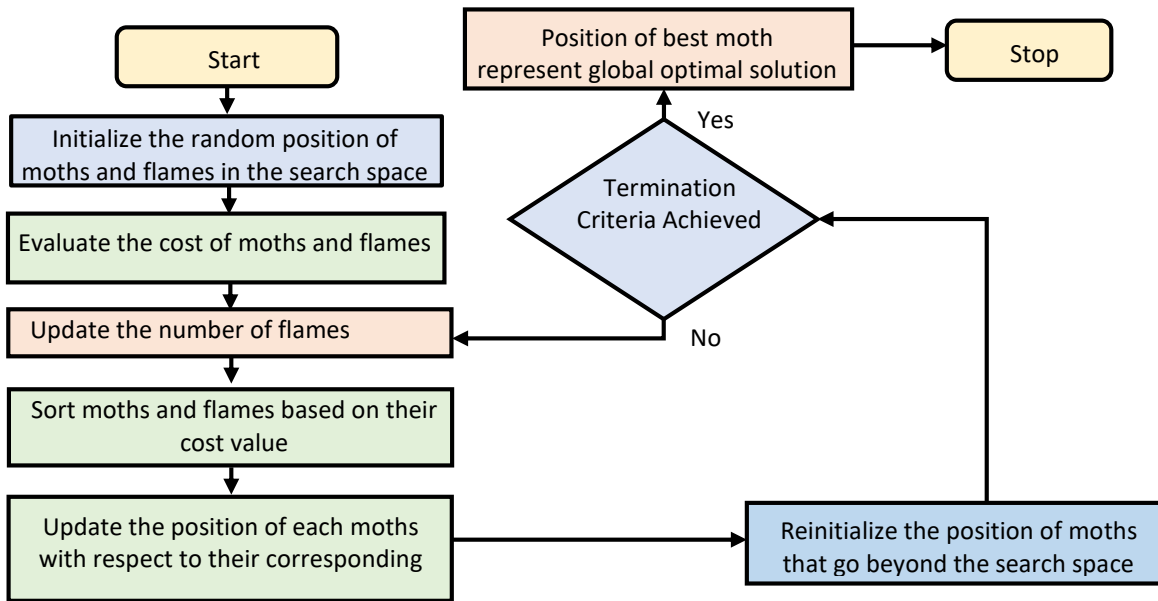 Start
Initialize the random position of
moths and flames in the search space
Evaluate the cost of moths and flames
Update the number of flames
Sort moths and flames based on their
cost value
Update the position of each moths
with respect to their corresponding
Reinitialize the position of moths
that go beyond the search space
Termination
Criteria Achieved
Yes
No
Position of best moth
represent global optimal solution
Stop